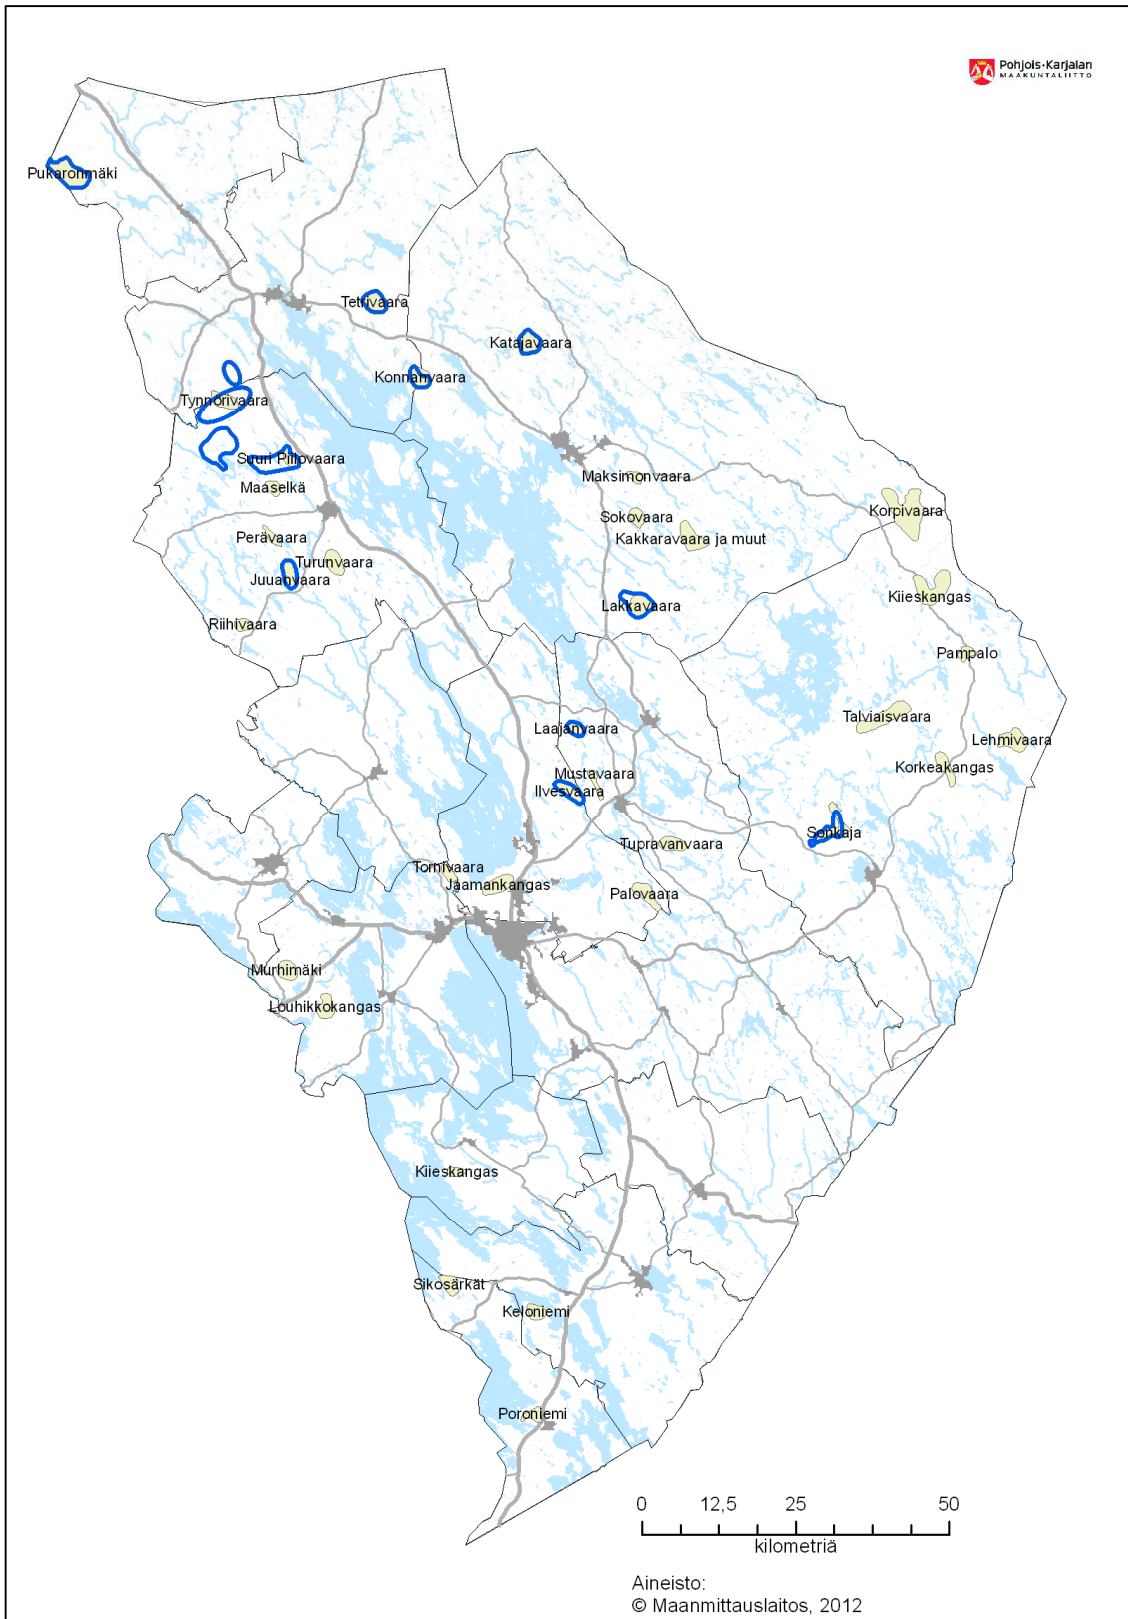 Pohjois-Karjalan
MAAKUNTALIITTO
Pukaronmäki
Tetrivaara
Katajavaara
Konnanvaara
Tynnörivaara
Suuri Pillovaara
Maaselkä
Maksimonvaara
Korpivaara
Sokovaara
Perävaara
Kakkaravaara ja muut
Turunvaara
Juuanvaara
Kiieskangas
Lakkavaara
Riihivaara
Pampalo
Talviaisvaara
Laajanvaara
Lehmivaara
Korkeakangas
Mustavaara
Ilvesvaara
Sonkaja
Tupravanvaara
Tornivaara
Jaamankangas
Palovaara
Murhimäki
Louhikkokangas
Kiieskangas
Sikosärkät
Keloniemi
Poroniemi
0 12,5 25 50
kilometriä
Aineisto:
© Maanmittauslaitos, 2012